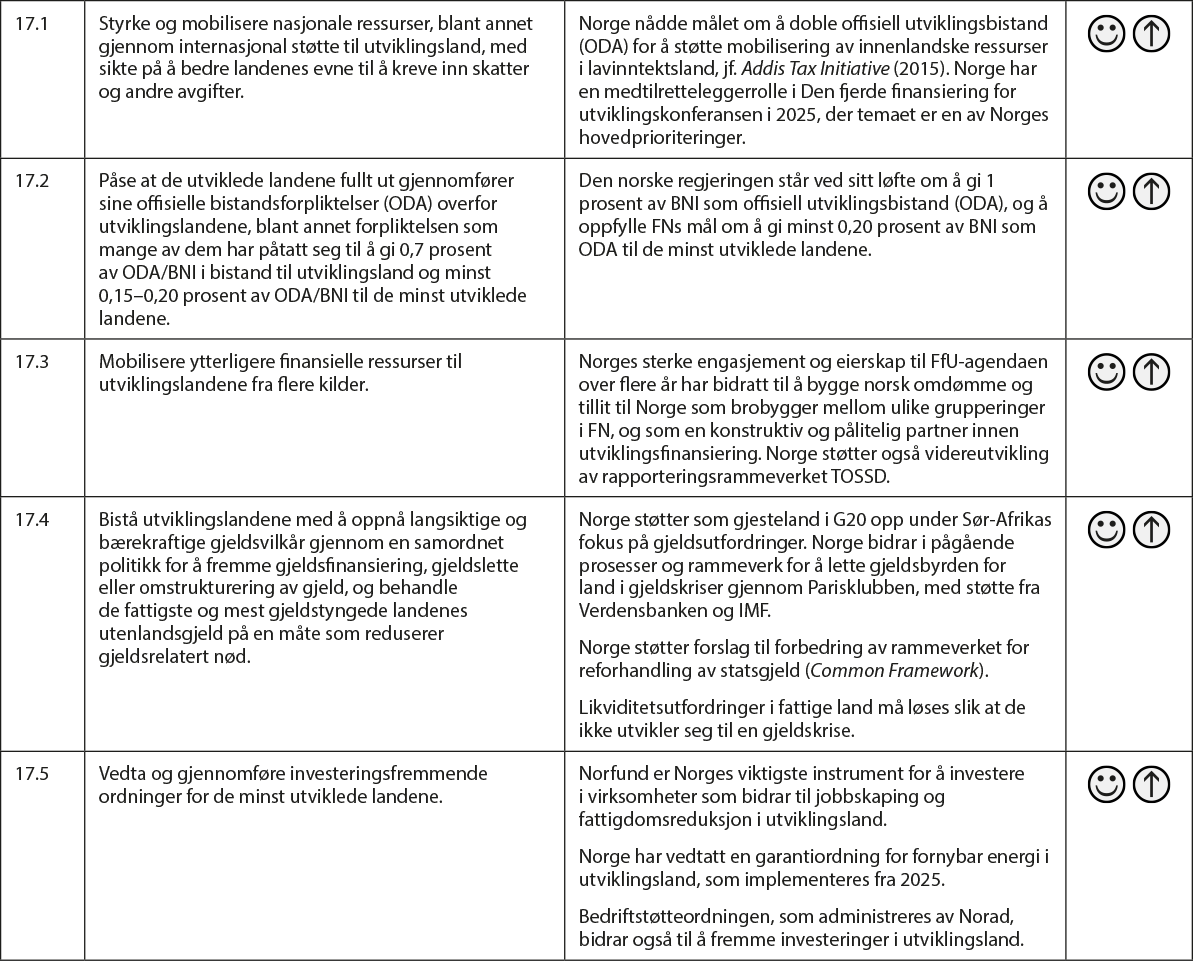 17.1
Styrke og mobilisere nasjonale ressurser, blant annet
gjennom internasjonal støtte til utviklingsland, med
sikte på å bedre landenes evne til å kreve inn skatter
og andre avgifter.
Norge nådde målet om å doble offisiell utviklingsbistand
(ODA) for å støtte mobilisering av innenlandske ressurser
i lavinntektsland, jf. Addis Tax Initiative (2015). Norge har
en medtilretteleggerrolle i Den fjerde finansiering for
utviklingskonferansen i 2025, der temaet er en av Norges
hovedprioriteringer.
17.2
Påse at de utviklede landene fullt ut gjennomfører
sine offisielle bistandsforpliktelser (ODA) overfor
utviklingslandene, blant annet forpliktelsen som
mange av dem har påtatt seg til å gi 0,7 prosent
av ODA/BNI i bistand til utviklingsland og minst
0,15–0,20 prosent av ODA/BNI til de minst utviklede
landene.
Den norske regjeringen står ved sitt løfte om å gi 1
prosent av BNI som offisiell utviklingsbistand (ODA), og å
oppfylle FNs mål om å gi minst 0,20 prosent av BNI som
ODA til de minst utviklede landene.
17.3
Mobilisere ytterligere finansielle ressurser til
utviklingslandene fra flere kilder.
Norges sterke engasjement og eierskap til FfU-agendaen
over flere år har bidratt til å bygge norsk omdømme og
tillit til Norge som brobygger mellom ulike grupperinger
i FN, og som en konstruktiv og pålitelig partner innen
utviklingsfinansiering. Norge støtter også videreutvikling
av rapporteringsrammeverket TOSSD.
17.4
Bistå utviklingslandene med å oppnå langsiktige og
bærekraftige gjeldsvilkår gjennom en samordnet
politikk for å fremme gjeldsfinansiering, gjeldslette
eller omstrukturering av gjeld, og behandle
de fattigste og mest gjeldstyngede landenes
utenlandsgjeld på en måte som reduserer
gjeldsrelatert nød.
Norge støtter som gjesteland i G20 opp under Sør-Afrikas
fokus på gjeldsutfordringer. Norge bidrar i pågående
prosesser og rammeverk for å lette gjeldsbyrden for
land i gjeldskriser gjennom Parisklubben, med støtte fra
Verdensbanken og IMF.
Norge støtter forslag til forbedring av rammeverket for
reforhandling av statsgjeld (Common Framework).
Likviditetsutfordringer i fattige land må løses slik at de
ikke utvikler seg til en gjeldskrise.
17.5
Vedta og gjennomføre investeringsfremmende
ordninger for de minst utviklede landene.
Norfund er Norges viktigste instrument for å investere
i virksomheter som bidrar til jobbskaping og
fattigdomsreduksjon i utviklingsland.
Norge har vedtatt en garantiordning for fornybar energi i
utviklingsland, som implementeres fra 2025.
Bedriftstøtteordningen, som administreres av Norad,
bidrar også til å fremme investeringer i utviklingsland.